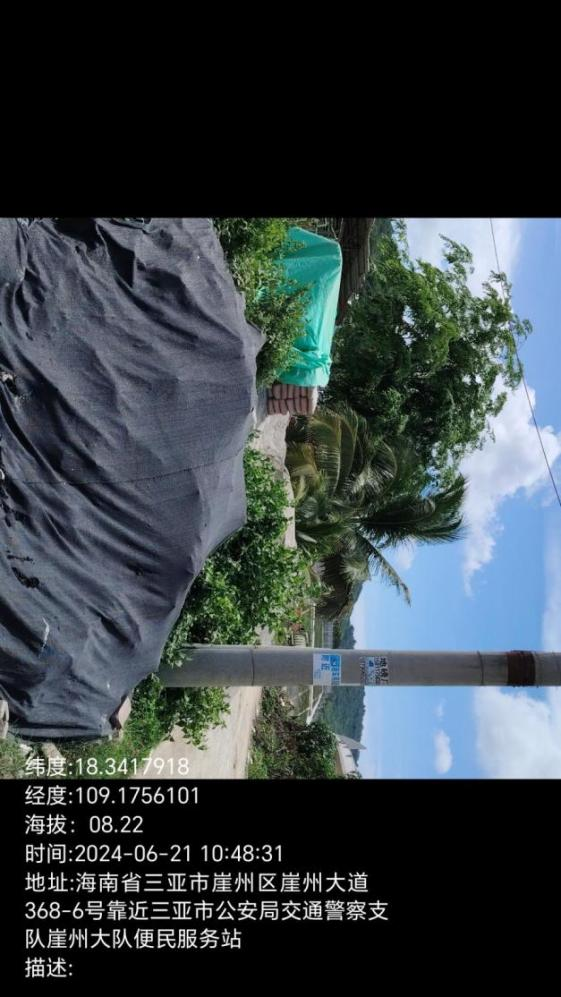 纬度:18.3417918
经度:109.1756101
海拔：08.22
时间:2024-06-21 10:48:31
地址:海南省三亚市崖州区崖州大道
368-6号靠近三亚市公安局交通警察支
队崖州大队便民服务站
描述: